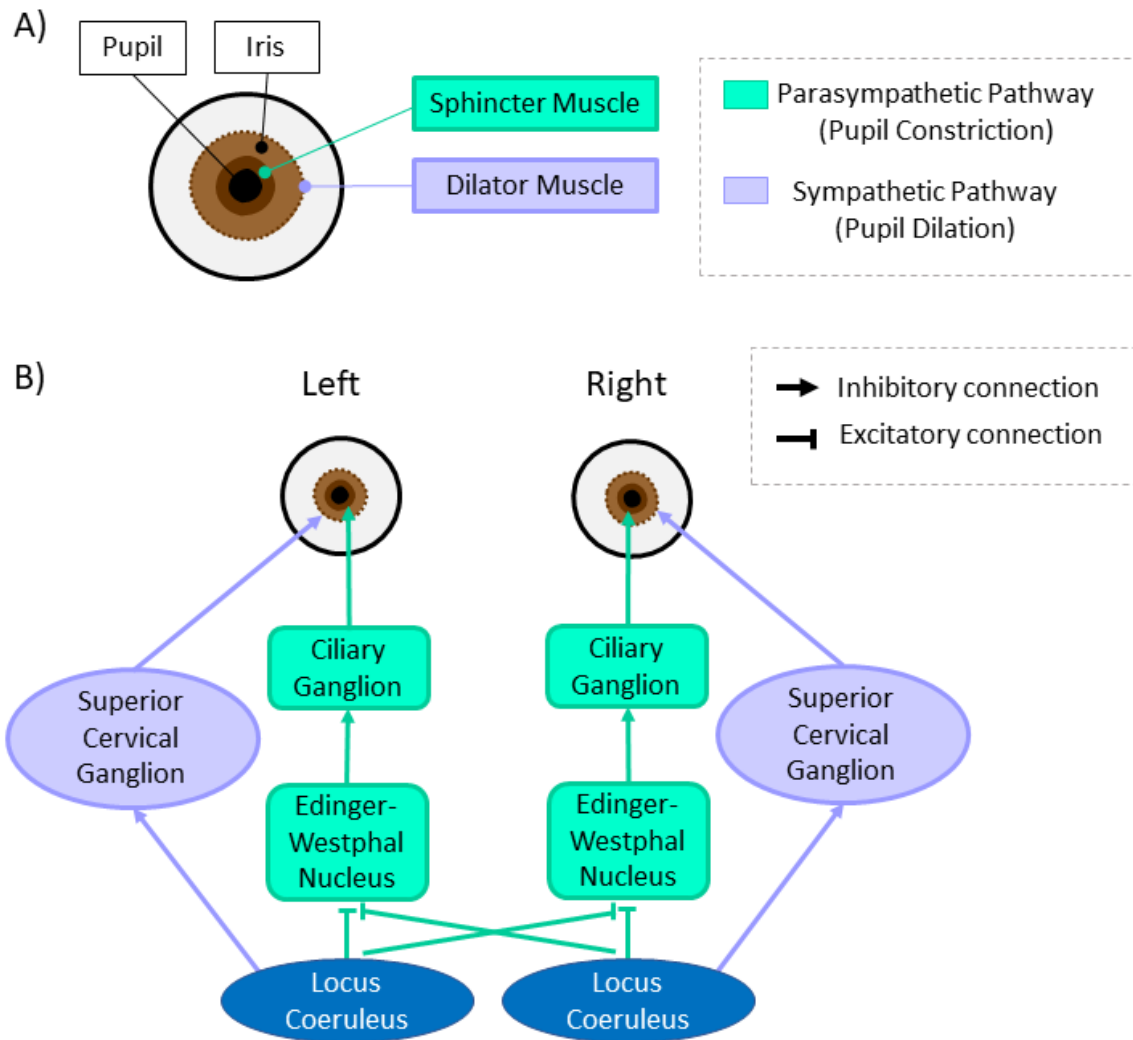 A)
Pupil
Iris
Sphincter Muscle
Dilator Muscle
Parasympathetic Pathway
(Pupil Constriction)
Sympathetic Pathway
(Pupil Dilation)
B)
Left
Right
Inhibitory connection
Excitatory connection
Ciliary
Ganglion
Ciliary
Ganglion
Superior
Cervical
Ganglion
Superior
Cervical
Ganglion
Edinger-
Westphal
Nucleus
Edinger-
Westphal
Nucleus
Locus
Coeruleus
Locus
Coeruleus